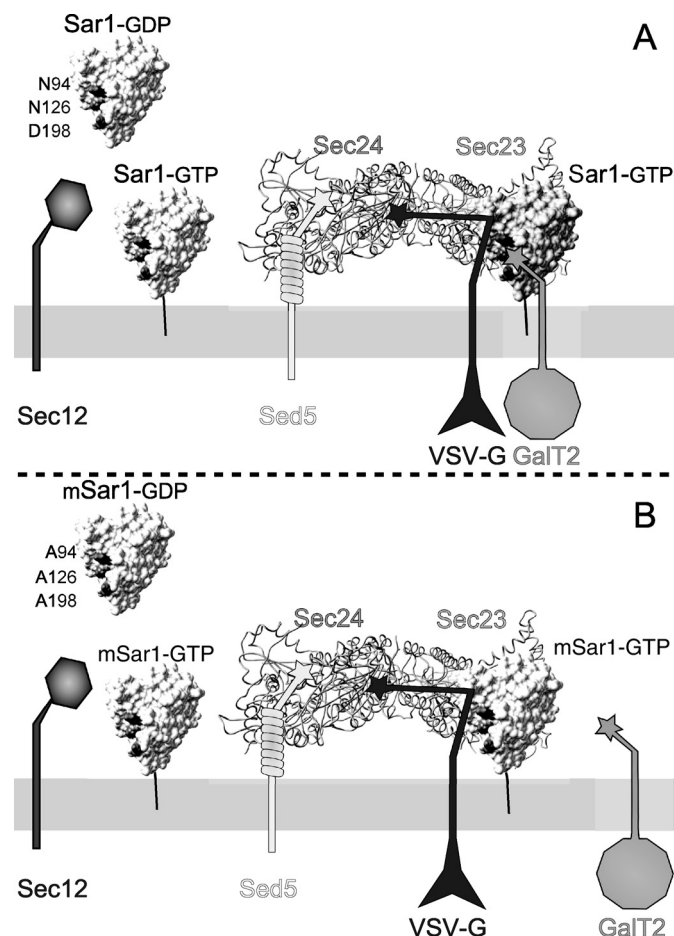 Sar1-GDP
A
N94
N126
D198
Sec24
Sec23
Sar1-GTP
Sar1-GTP
Sec12
Sed5
VSV-G
GalT2
mSar1-GDP
B
A94
A126
A198
Sec24
Sec23
mSar1-GTP
mSar1-GTP
Sec12
Sed5
VSV-G
GalT2